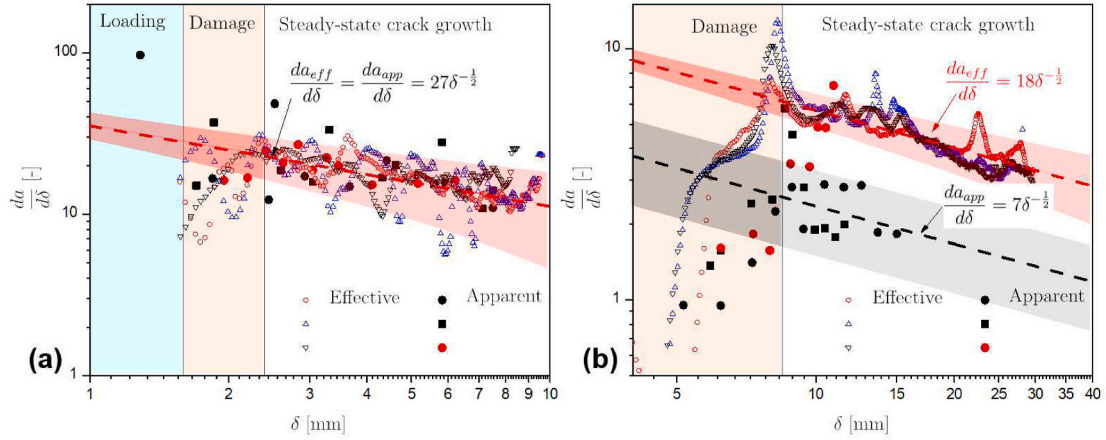 Loading
Damage
Steady-state crack growth
100
10
1
da/dδ [-]
da_eff/dδ = da_app/dδ = 27δ^{-1/2}
Effective
Apparent
(a)
1
2
3
4
5
6
7
8
9
10
δ [mm]
Damage
Steady-state crack growth
10
1
da/dδ [-]
da_eff/dδ = 18δ^{-1/2}
da_app/dδ = 7δ^{-1/2}
Effective
Apparent
(b)
5
10
15
20
25
30
40
δ [mm]